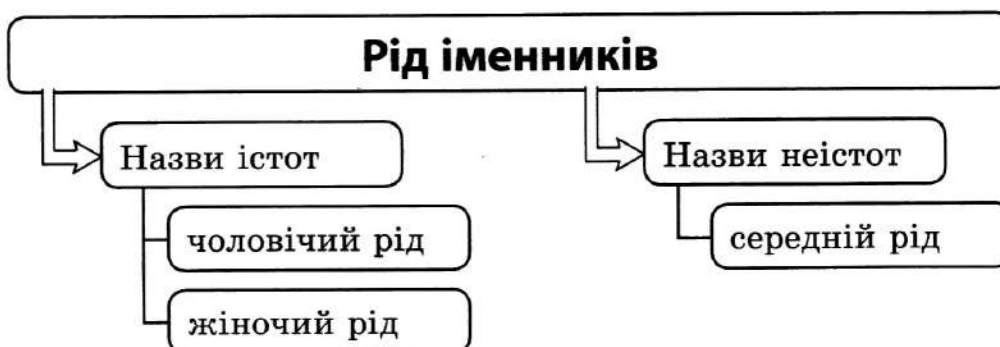 Рід іменників
Назви істот
Назви неістот
чоловічий рід
середній рід
жіночий рід